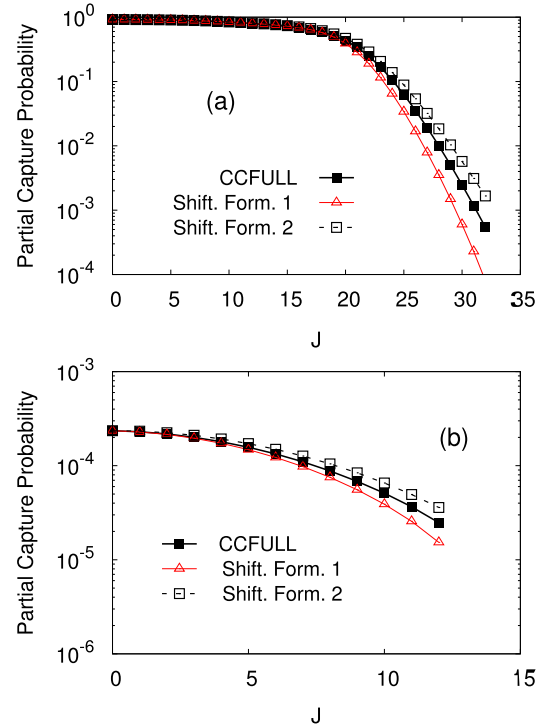 10^0
10^-1
10^-2
10^-3
10^-4
Partial Capture Probability
(a)
CCFULL
Shift. Form. 1
Shift. Form. 2
0 5 10 15 20 25 30 35
J
10^-3
10^-4
10^-5
10^-6
Partial Capture Probability
(b)
CCFULL
Shift. Form. 1
Shift. Form. 2
0 5 10 15
J